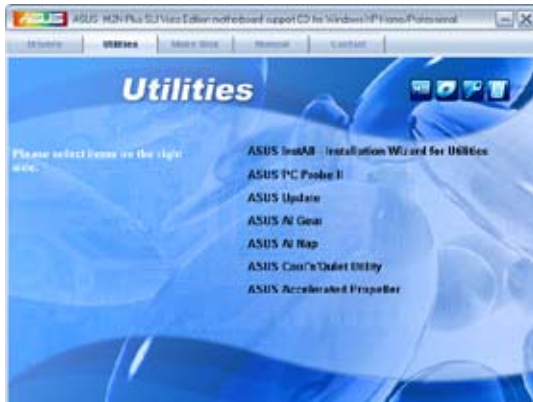 ASUS M2N Plus SLI Vista Edition motherboard support CD for Windows XP Home/Professional
Drivers Utilities Make Disk Manual Contact
Utilities
Please select items on the right
side.
ASUS InstAll - Installation Wizard for Utilities
ASUS PC Probe II
ASUS Update
ASUS AI Gear
ASUS AI Nap
ASUS Cool'n'Quiet Utility
ASUS Accelerated Propeller